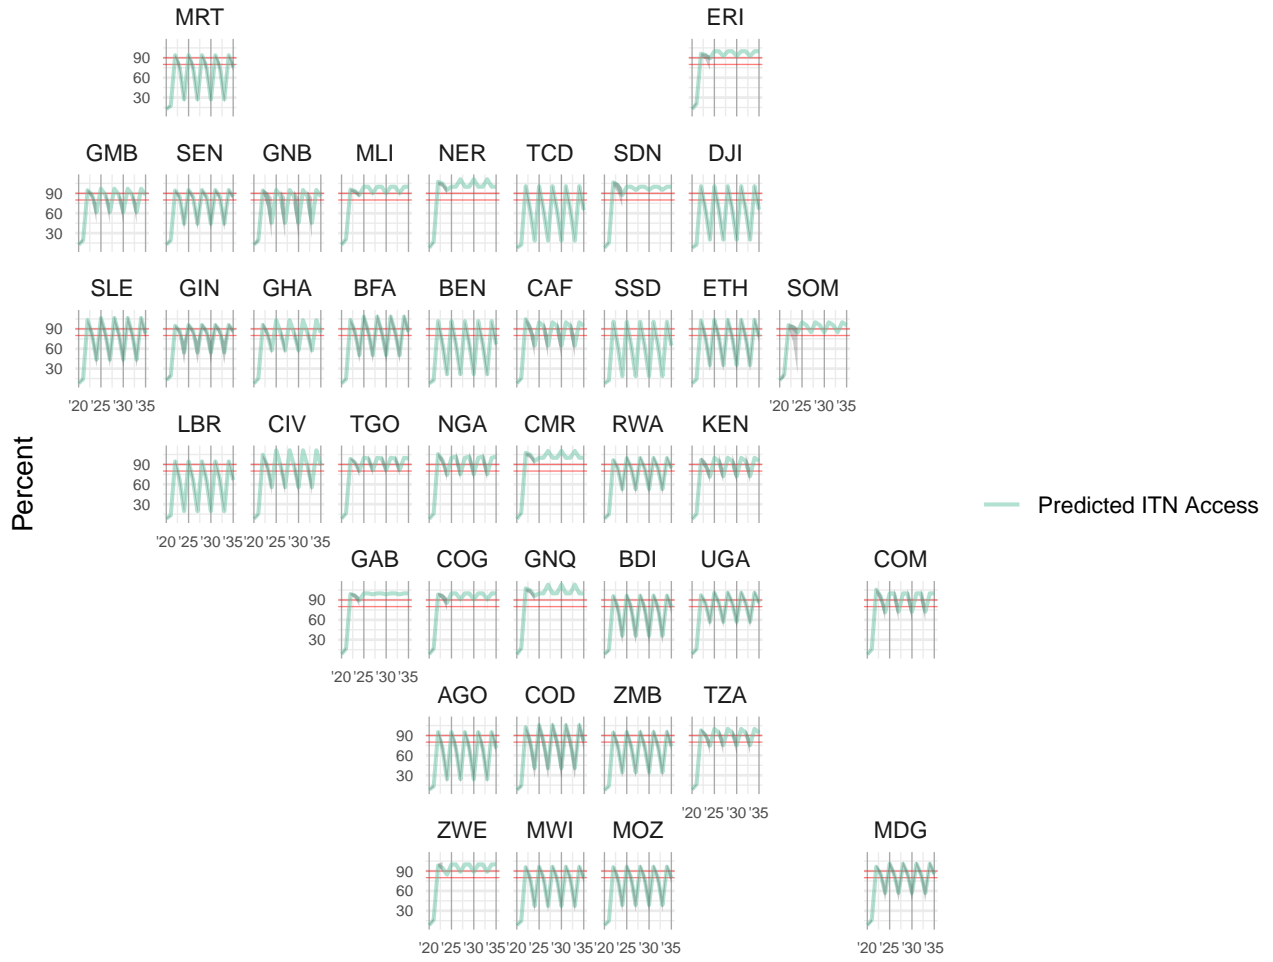 MRT ERI
90
60
30
GMB SEN GNB MLI NER TCD SDN DJI
90
60
30
SLE GIN GHA BFA BEN CAF SSD ETH SOM
90
60
30
'20 '25 '30 '35 '20 '25 '30 '35
LBR CIV TGO NGA CMR RWA KEN
90
60
30
'20 '25 '30 '35 '20 '25 '30 '35
GAB COG GNQ BDI UGA COM
90
60
30
'20 '25 '30 '35
AGO COD ZMB TZA
90
60
30
'20 '25 '30 '35
ZWE MWI MOZ MDG
90
60
30
'20 '25 '30 '35 '20 '25 '30 '35 '20 '25 '30 '35 '20 '25 '30 '35
Percent
Predicted ITN Access